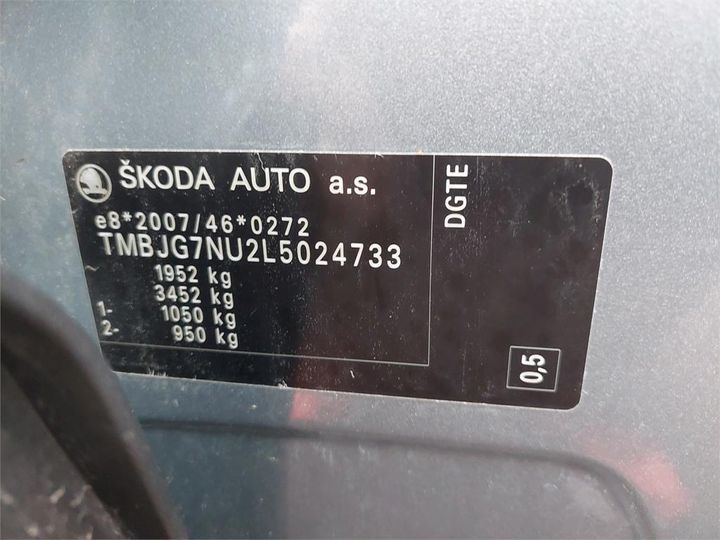 ŠKODA AUTO a.s.
e8*2007/46*0272
TMBJG7NU2L5024733
1952 kg
3452 kg
1- 1050 kg
2- 950 kg
DGTE
0,5